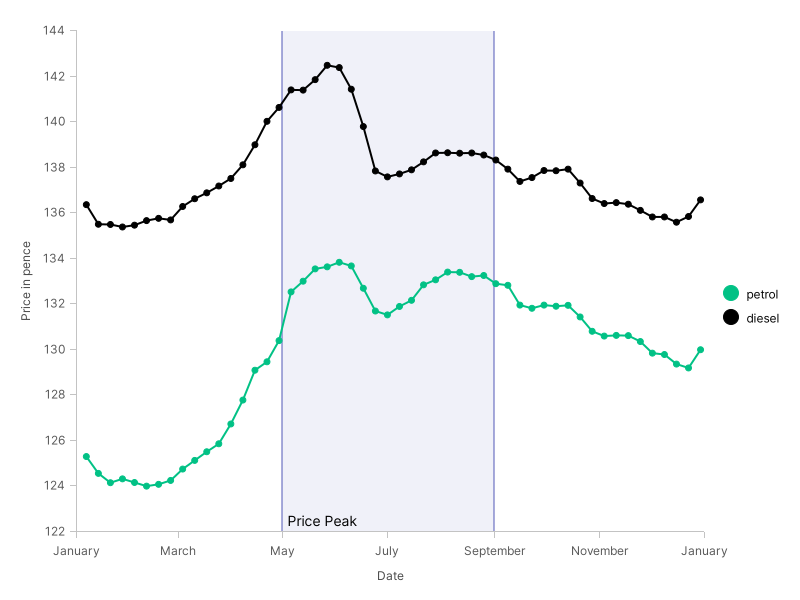 144
142
140
138
136
134
132
130
128
126
124
122
Price in pence
Price Peak
January March May July September November January
Date
petrol
diesel